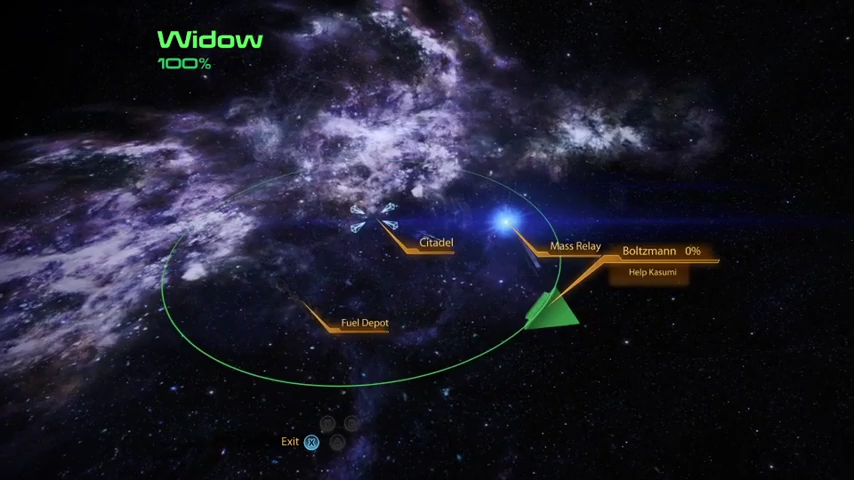 Widow
100%
Citadel
Mass Relay
Boltzmann 0%
Help Kasumi
Fuel Depot
Exit X